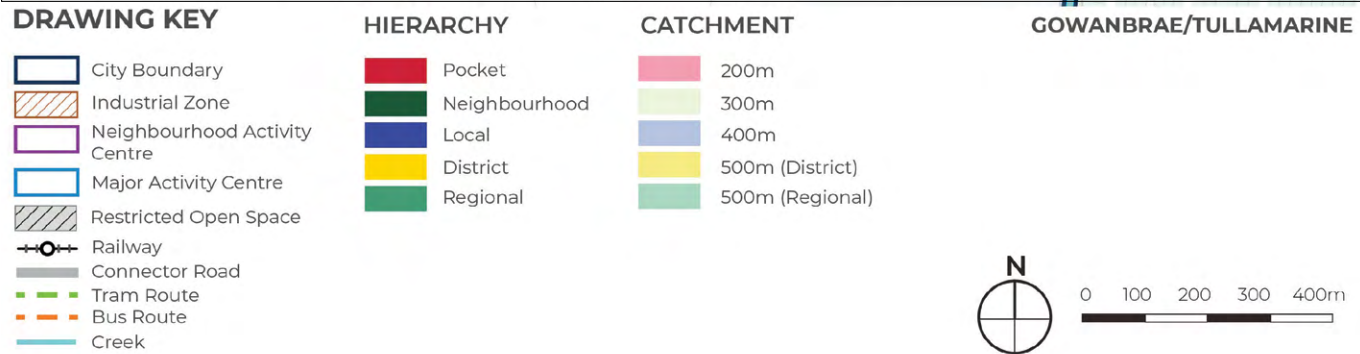 DRAWING KEY
City Boundary
Industrial Zone
Neighbourhood Activity
Centre
Major Activity Centre
Restricted Open Space
Railway
Connector Road
Tram Route
Bus Route
Creek
HIERARCHY
Pocket
Neighbourhood
Local
District
Regional
CATCHMENT
200m
300m
400m
500m (District)
500m (Regional)
GOWANBRAE/TULLAMARINE
N
0 100 200 300 400m